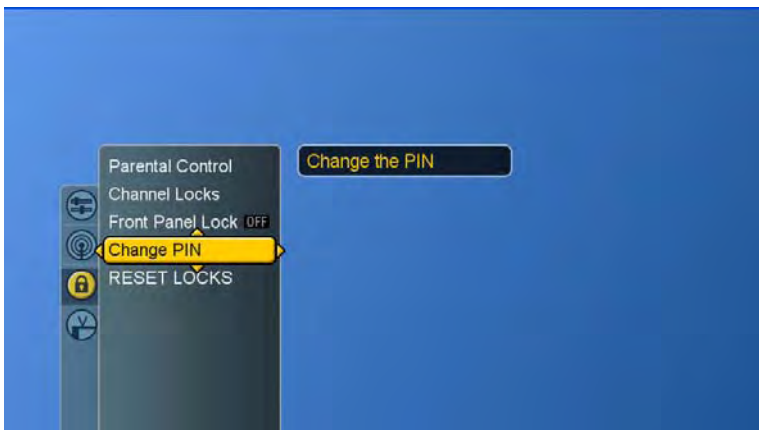 Parental Control
Change the PIN
Channel Locks
Front Panel Lock OFF
Change PIN
RESET LOCKS